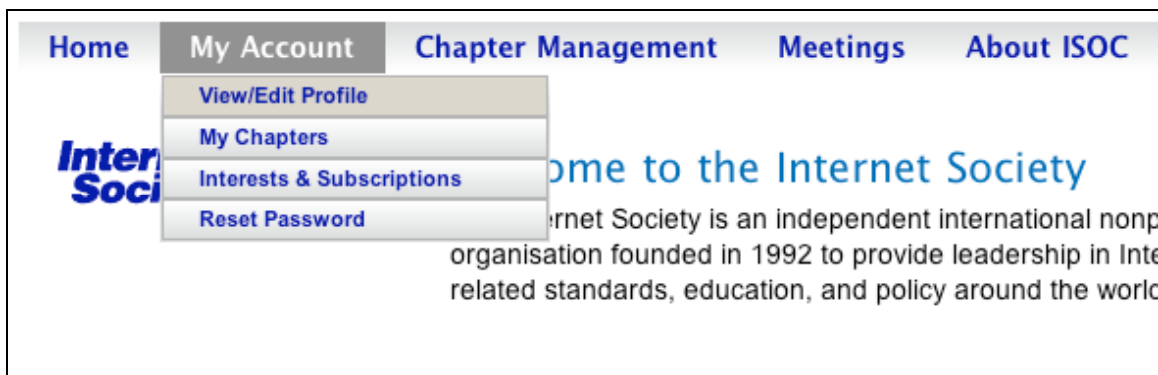 Home My Account Chapter Management Meetings About ISOC
View/Edit Profile
My Chapters
Interests & Subscriptions
Reset Password
ome to the Internet Society
ernet Society is an independent international nonp
organisation founded in 1992 to provide leadership in Inte
related standards, education, and policy around the worl
Inter
Soci